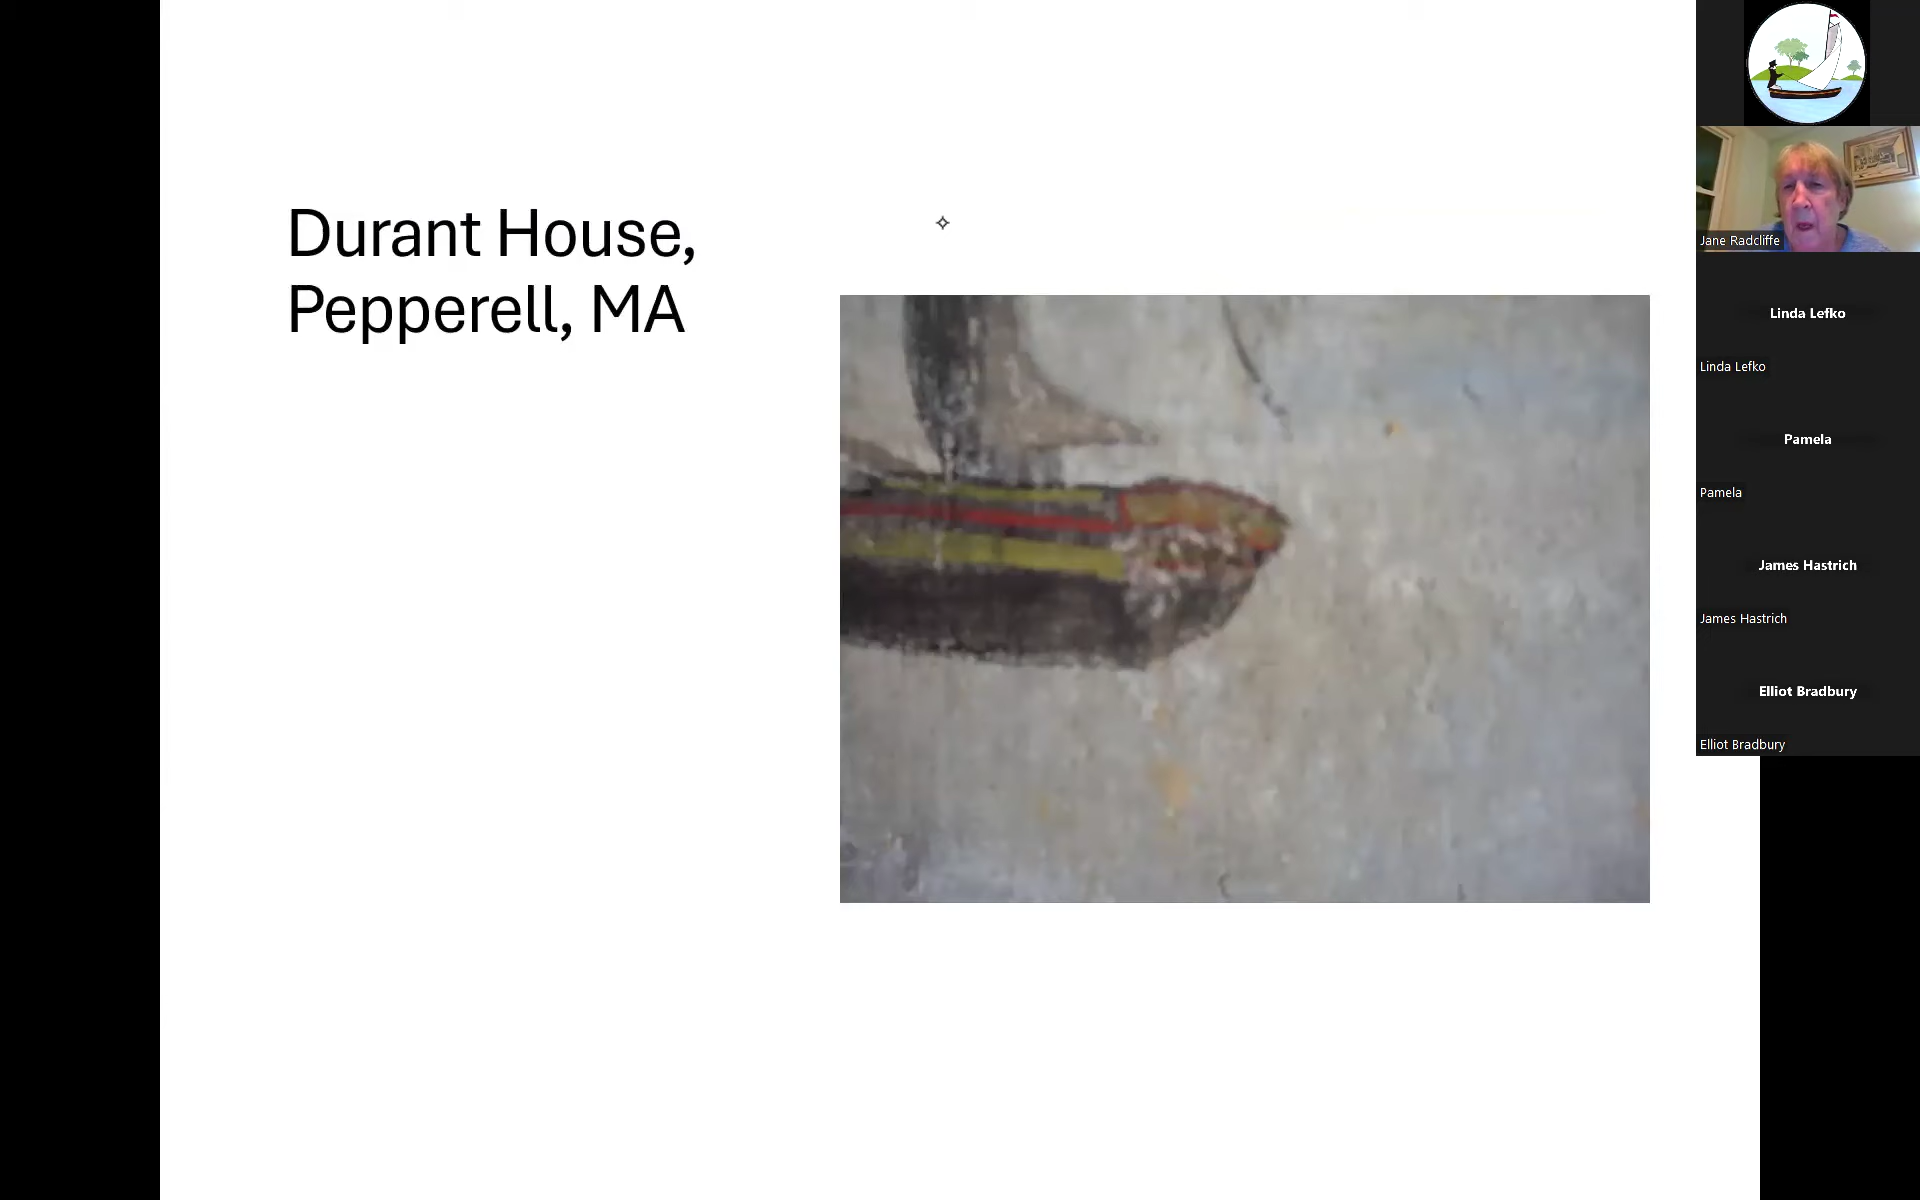 Durant House,
Pepperell, MA
Jane Radcliffe
Linda Lefko
Linda Lefko
Pamela
Pamela
James Hastrich
James Hastrich
Elliot Bradbury
Elliot Bradbury